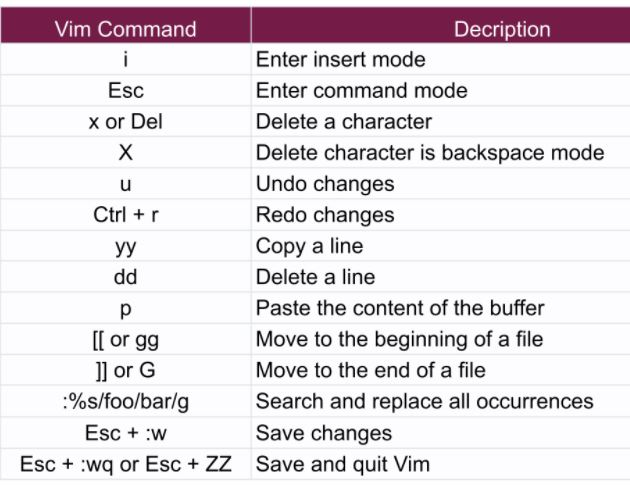 Vim Command Decription
i Enter insert mode
Esc Enter command mode
x or Del Delete a character
X Delete character is backspace mode
u Undo changes
Ctrl + r Redo changes
yy Copy a line
dd Delete a line
p Paste the content of the buffer
[[ or gg Move to the beginning of a file
]] or G Move to the end of a file
:%s/foo/bar/g Search and replace all occurrences
Esc + :w Save changes
Esc + :wq or Esc + ZZ Save and quit Vim